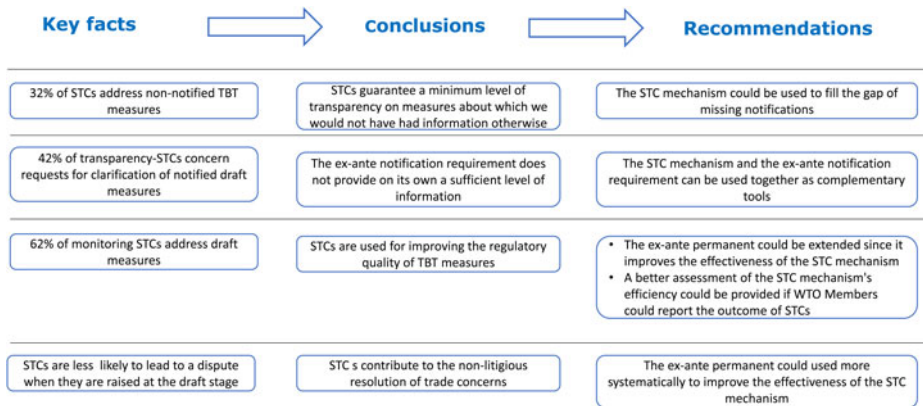 Key facts
Conclusions
Recommendations
32% of STCs address non-notified TBT
measures
STCs guarantee a minimum level of
transparency on measures about which we
would not have had information otherwise
The STC mechanism could be used to fill the gap of
missing notifications
42% of transparency-STCs concern
requests for clarification of notified draft
measures
The ex-ante notification requirement does
not provide on its own a sufficient level of
information
The STC mechanism and the ex-ante notification
requirement can be used together as complementary
tools
62% of monitoring STCs address draft
measures
STCs are used for improving the regulatory
quality of TBT measures
• The ex-ante permanent could be extended since it
improves the effectiveness of the STC mechanism
• A better assessment of the STC mechanism's
efficiency could be provided if WTO Members
could report the outcome of STCs
STCs are less likely to lead to a dispute
when they are raised at the draft stage
STC s contribute to the non-litigious
resolution of trade concerns
The ex-ante permanent could used more
systematically to improve the effectiveness of the STC
mechanism